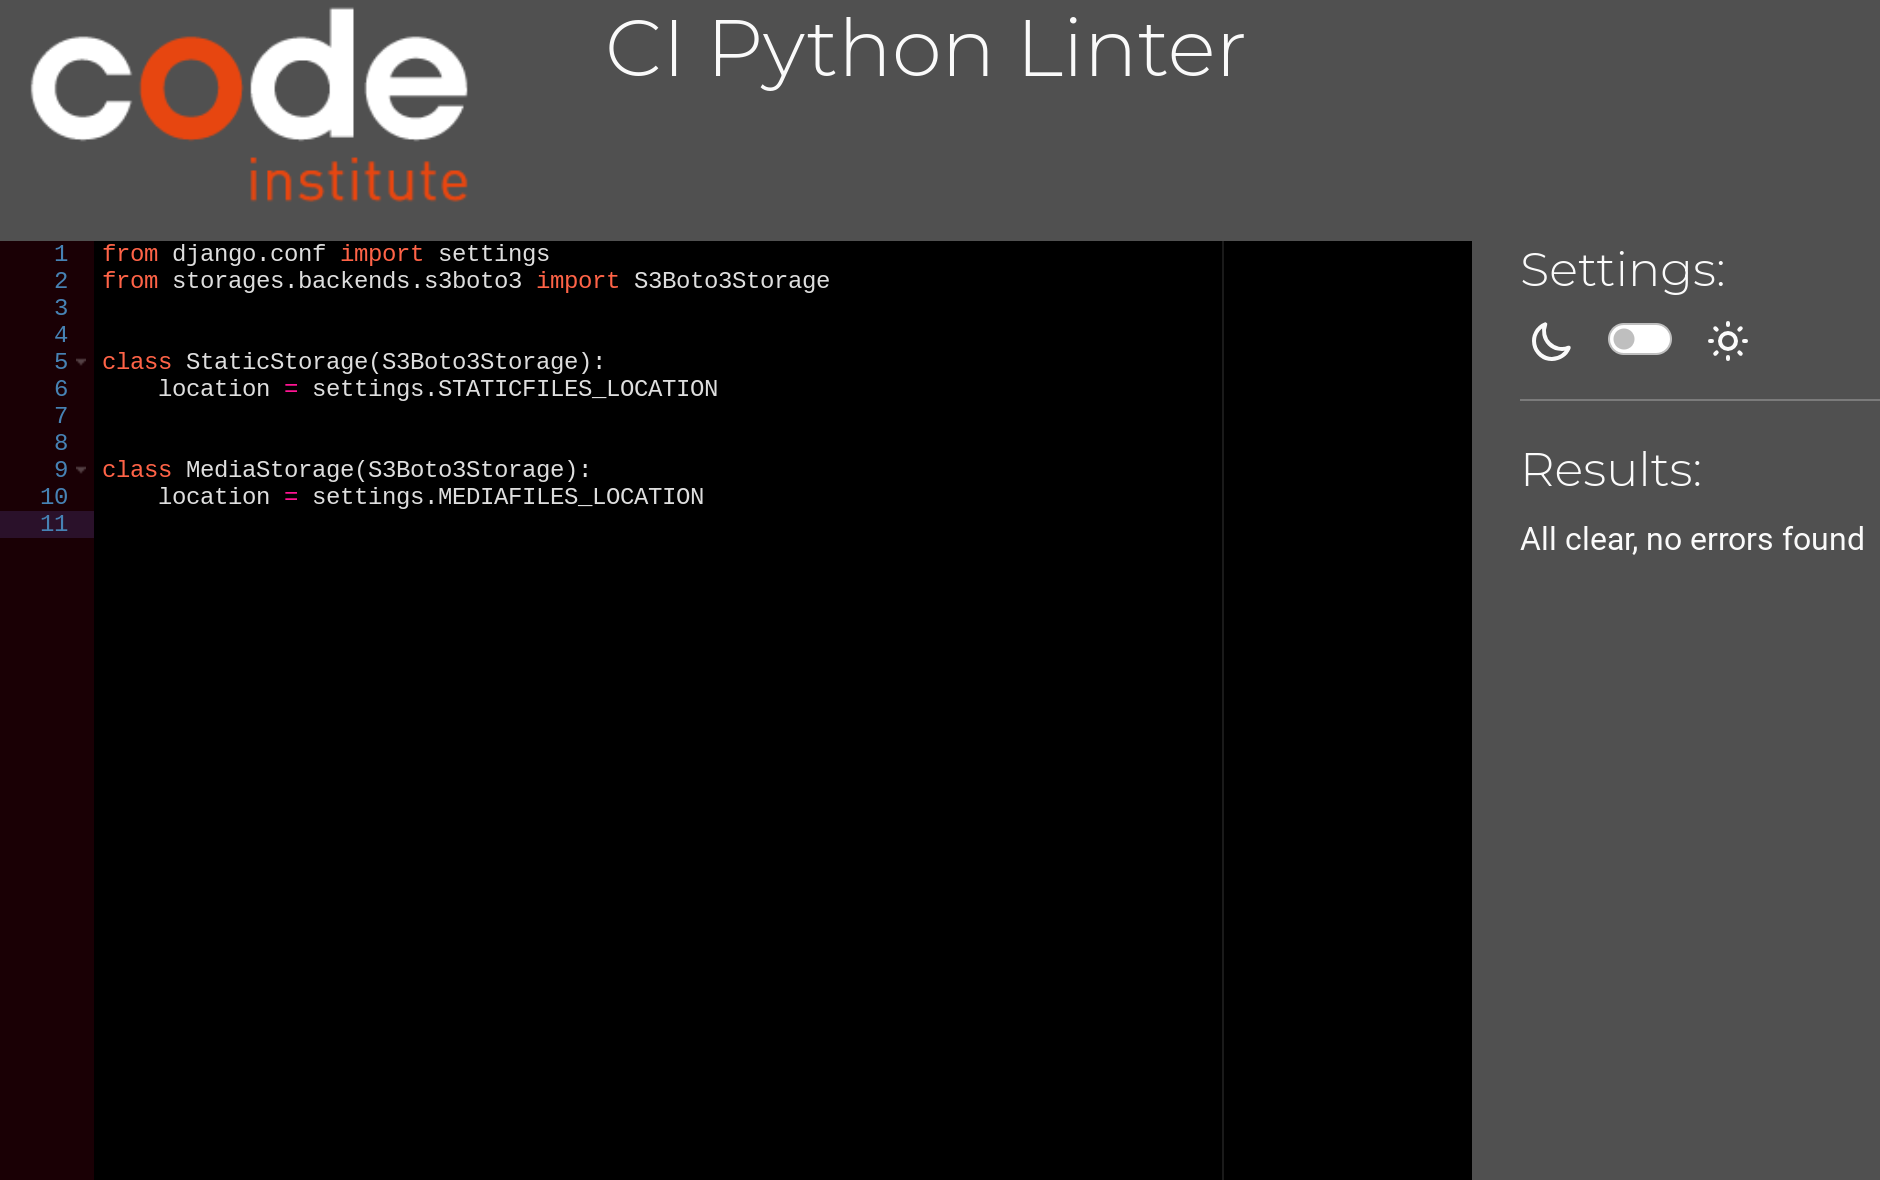 code
institute
CI Python Linter
1 from django.conf import settings
2 from storages.backends.s3boto3 import S3Boto3Storage
3
4
5 class StaticStorage(S3Boto3Storage):
6     location = settings.STATICFILES_LOCATION
7
8
9 class MediaStorage(S3Boto3Storage):
10     location = settings.MEDIAFILES_LOCATION
11
Settings:
Results:
All clear, no errors found